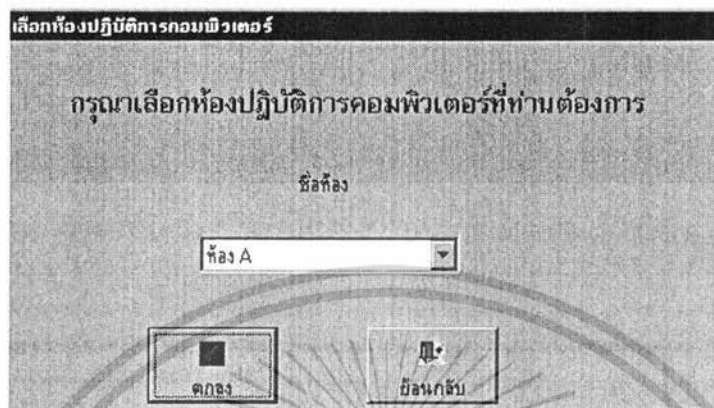 เลือกห้องปฏิบัติการคอมพิวเตอร์
กรุณาเลือกห้องปฏิบัติการคอมพิวเตอร์ที่ท่านต้องการ
ชื่อห้อง
ห้อง A
ตกลง
ย้อนกลับ